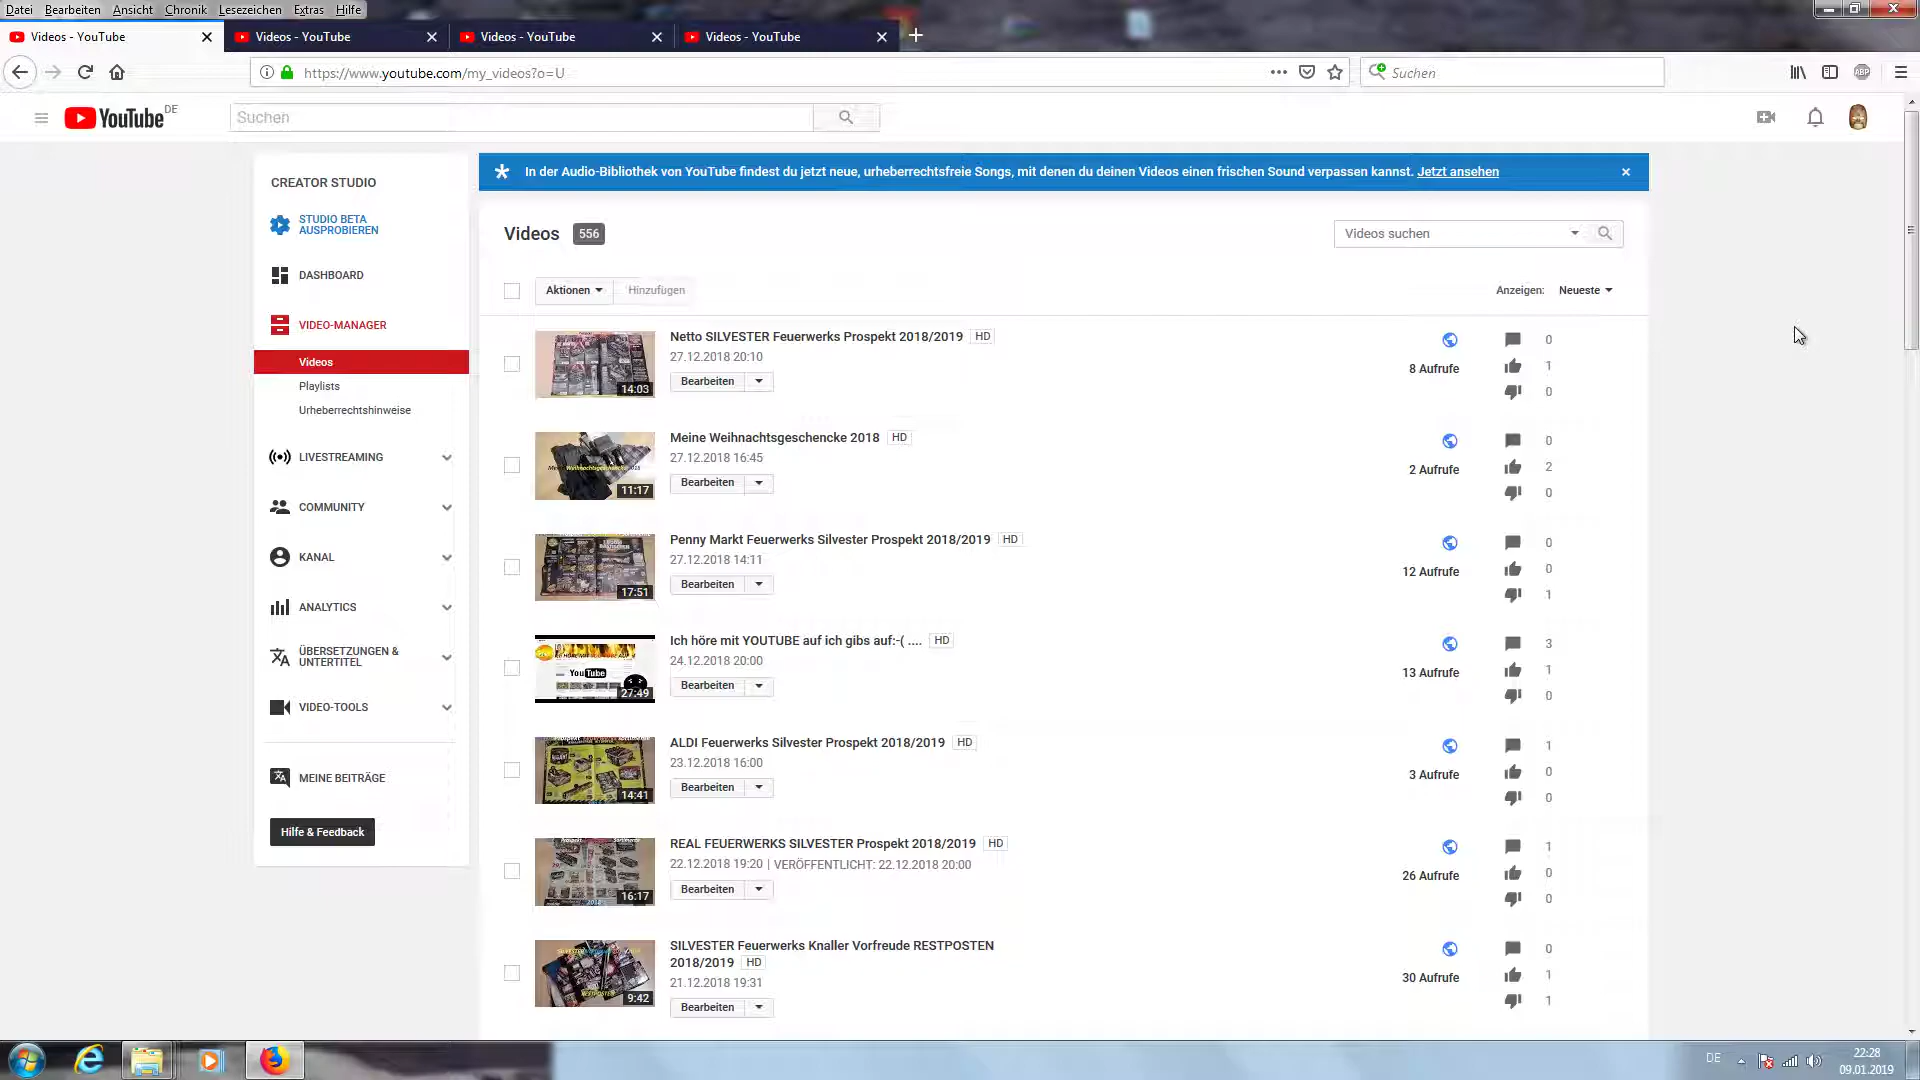 Datei Bearbeiten Ansicht Chronik Lesezeichen Extras Hilfe
Videos - YouTube
Videos - YouTube
Videos - YouTube
Videos - YouTube
https://www.youtube.com/my_videos?o=U
Suchen
ABP
YouTube DE
Suchen
CREATOR STUDIO
STUDIO BETA
AUSPROBIEREN
DASHBOARD
VIDEO-MANAGER
Videos
Playlists
Urheberrechtshinweise
LIVESTREAMING
COMMUNITY
KANAL
ANALYTICS
ÜBERSETZUNGEN &
UNTERTITEL
VIDEO-TOOLS
MEINE BEITRÄGE
Hilfe & Feedback
In der Audio-Bibliothek von YouTube findest du jetzt neue, urheberrechtsfreie Songs, mit denen du deinen Videos einen frischen Sound verpassen kannst. Jetzt ansehen
Videos 556
Videos suchen
Aktionen Hinzufügen
Anzeigen: Neueste
14:03
Netto SILVESTER Feuerwerks Prospekt 2018/2019 HD
27.12.2018 20:10
Bearbeiten
8 Aufrufe
0
1
0
11:17
Meine Weihnachtsgeschencke 2018 HD
27.12.2018 16:45
Bearbeiten
2 Aufrufe
0
2
0
17:51
Penny Markt Feuerwerks Silvester Prospekt 2018/2019 HD
27.12.2018 14:11
Bearbeiten
12 Aufrufe
0
0
1
YouTube
27:49
Ich höre mit YOUTUBE auf ich gibs auf:-( .... HD
24.12.2018 20:00
Bearbeiten
13 Aufrufe
3
1
0
14:41
ALDI Feuerwerks Silvester Prospekt 2018/2019 HD
23.12.2018 16:00
Bearbeiten
3 Aufrufe
1
0
0
16:17
REAL FEUERWERKS SILVESTER Prospekt 2018/2019 HD
22.12.2018 19:20 | VERÖFFENTLICHT: 22.12.2018 20:00
Bearbeiten
26 Aufrufe
1
0
0
RESTPOSTEN
9:42
SILVESTER Feuerwerks Knaller Vorfreude RESTPOSTEN
2018/2019 HD
21.12.2018 19:31
Bearbeiten
30 Aufrufe
0
1
1
DE
22:28
09.01.2019